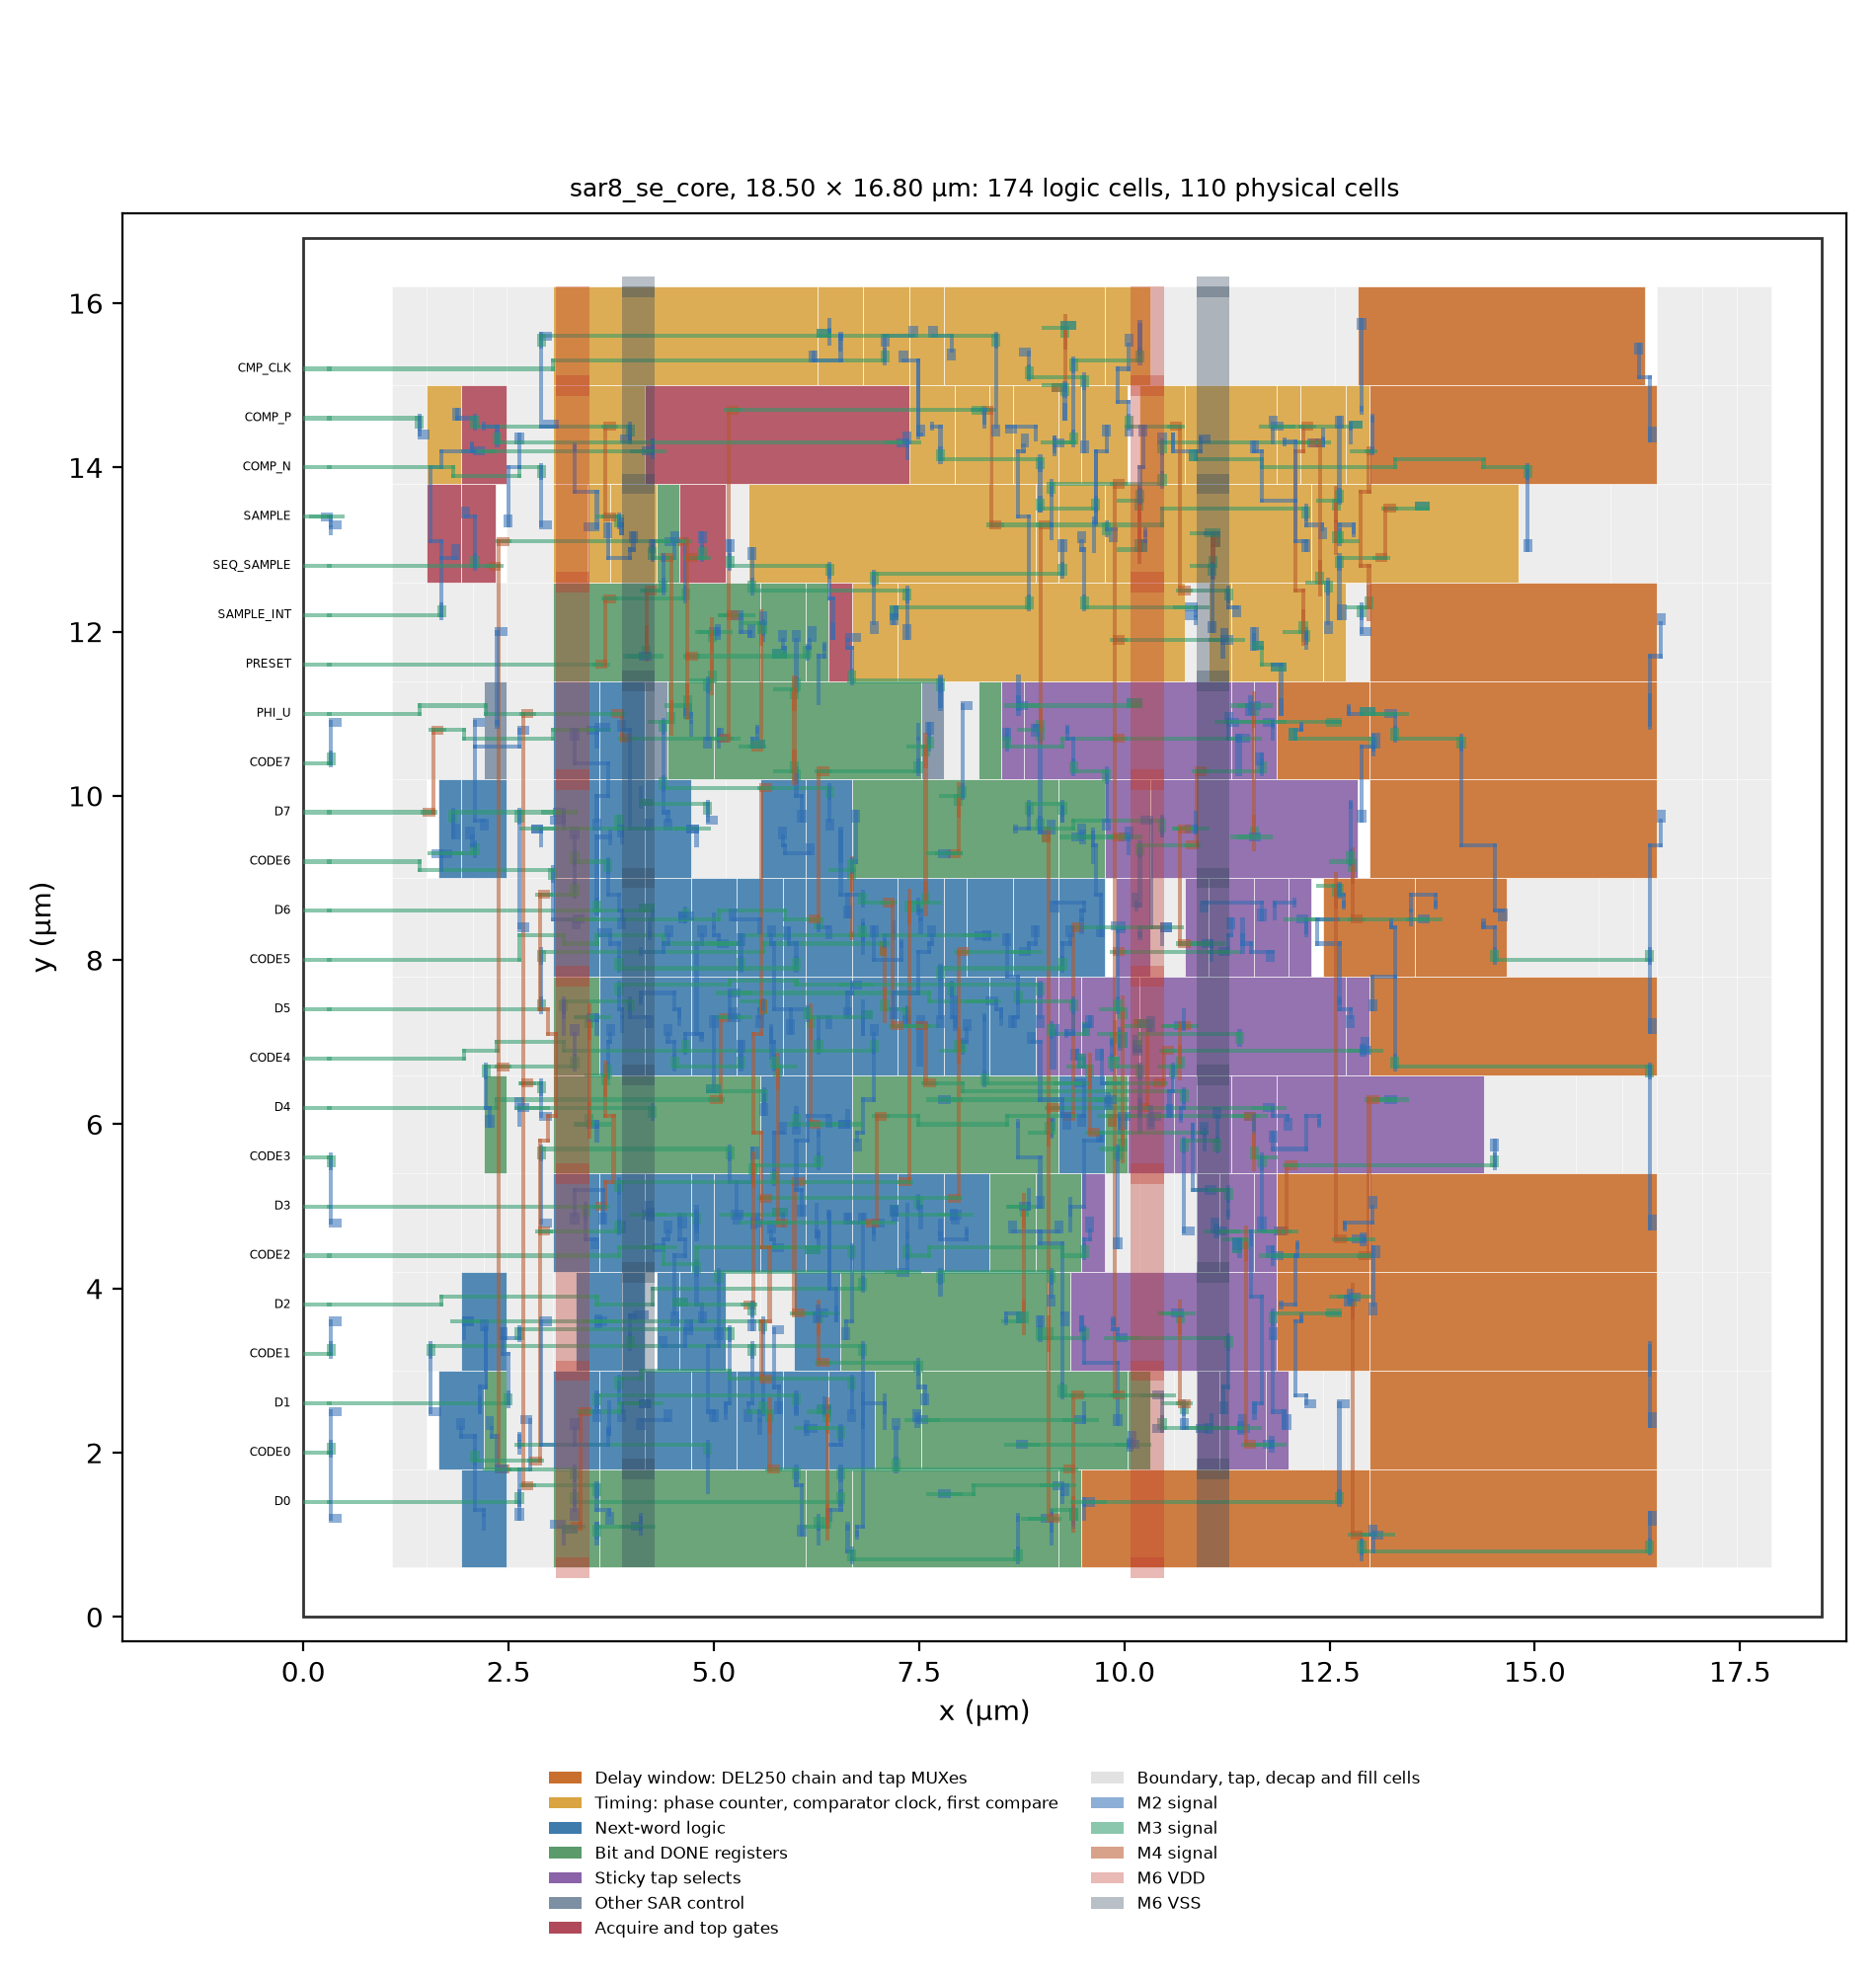 sar8_se_core, 18.50 × 16.80 µm: 174 logic cells, 110 physical cells
16
14
12
10
8
6
4
2
0
y (µm)
CMP_CLK
COMP_P
COMP_N
SAMPLE
SEQ_SAMPLE
SAMPLE_INT
PRESET
PHI_U
CODE7
D7
CODE6
D6
CODE5
D5
CODE4
D4
CODE3
D3
CODE2
D2
CODE1
D1
CODE0
D0
0.0 2.5 5.0 7.5 10.0 12.5 15.0 17.5
x (µm)
Delay window: DEL250 chain and tap MUXes
Timing: phase counter, comparator clock, first compare
Next-word logic
Bit and DONE registers
Sticky tap selects
Other SAR control
Acquire and top gates
Boundary, tap, decap and fill cells
M2 signal
M3 signal
M4 signal
M6 VDD
M6 VSS